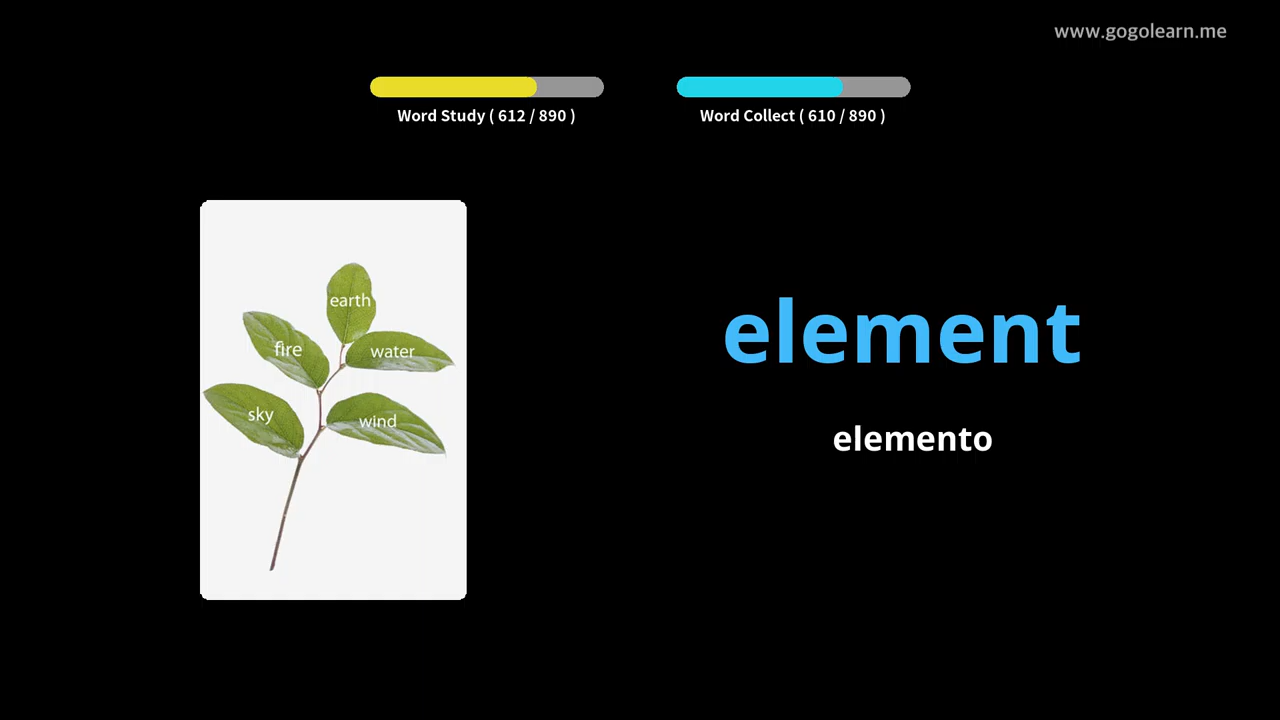 www.gogolearn.me
Word Study ( 612 / 890 )
Word Collect ( 610 / 890 )
earth
fire
water
sky
wind
element
elemento